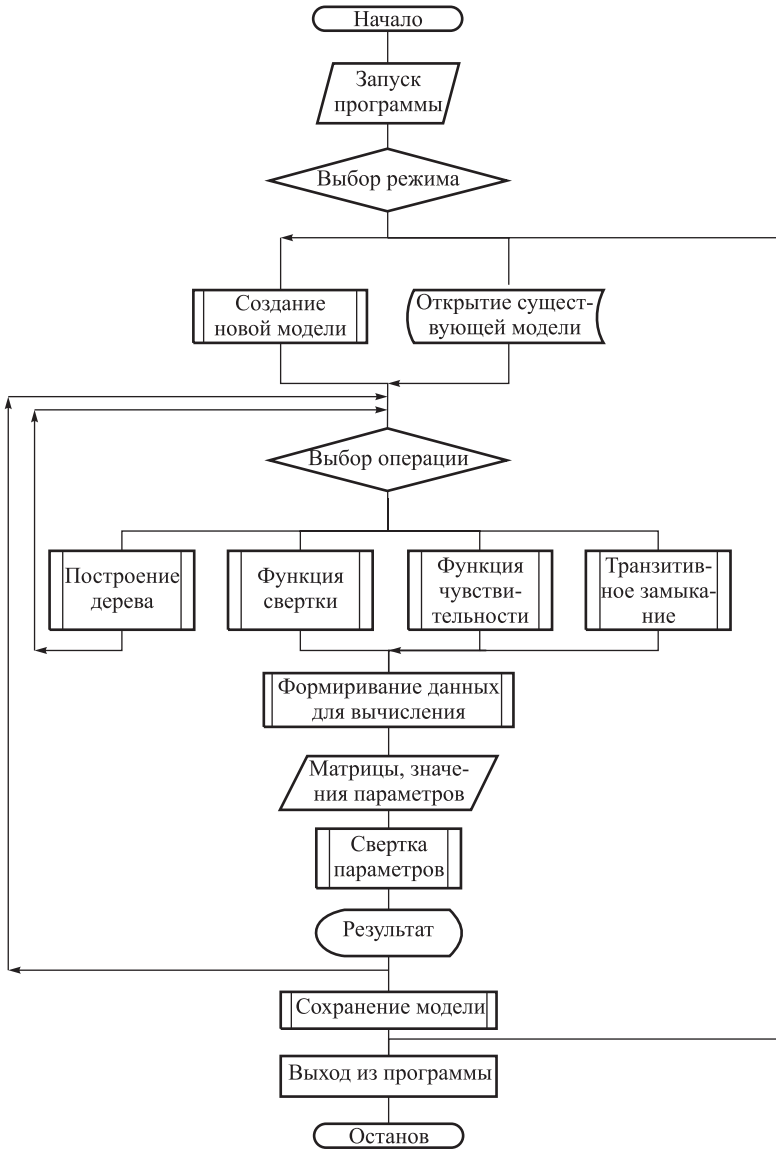 Начало
Запуск
программы
Выбор режима
Создание
новой модели
Открытие сущест-
вующей модели
Выбор операции
Построение
дерева
Функция
свертки
Функция
чувстви-
тельности
Транзитив-
ное замыка-
ние
Формиривание данных
для вычисления
Матрицы, значе-
ния параметров
Свертка
параметров
Результат
Сохранение модели
Выход из программы
Останов